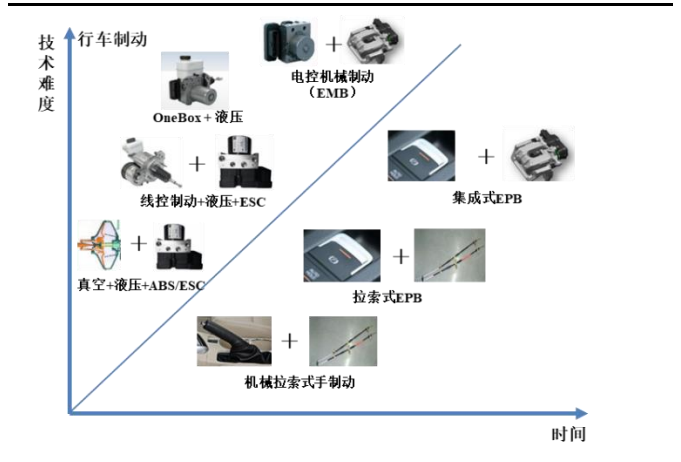 技术难度
行车制动
电控机械制动
（EMB）
OneBox + 液压
线控制动+液压+ESC
集成式EPB
真空+液压+ABS/ESC
拉索式EPB
机械拉索式手制动
时间